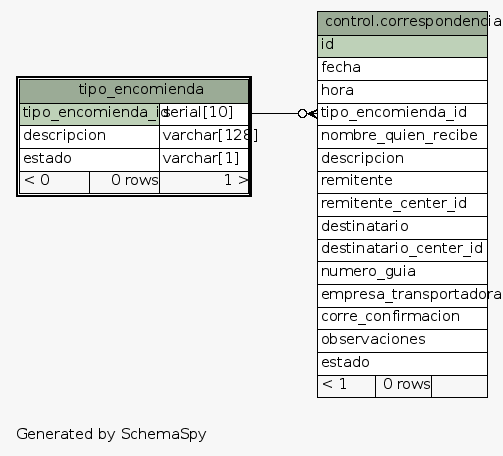 tipo_encomienda
tipo_encomienda_id serial[10]
descripcion varchar[128]
estado varchar[1]
< 0 0 rows 1 >
control.correspondencia
id
fecha
hora
tipo_encomienda_id
nombre_quien_recibe
descripcion
remitente
remitente_center_id
destinatario
destinatario_center_id
numero_guia
empresa_transportadora
corre_confirmacion
observaciones
estado
< 1 0 rows
Generated by SchemaSpy